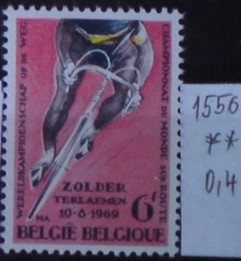 WERELDKAMPIOENSCHAP OP DE WEG
CHAMPIONNAT DU MONDE SUR ROUTE
ZOLDER
TERLAEMEN
10-8-1969
6F
MA
BELGIE BELGIQUE
1556
**
0,4